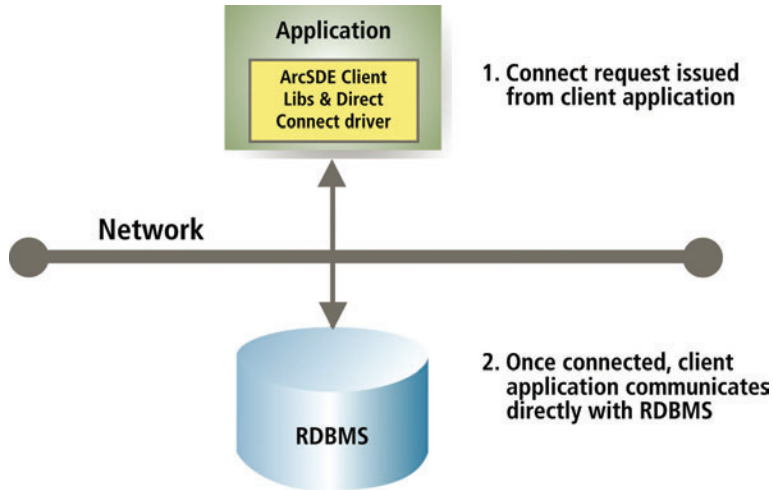 Application
ArcSDE Client
Libs & Direct
Connect driver
1. Connect request issued
from client application
Network
2. Once connected, client
application communicates
directly with RDBMS
RDBMS